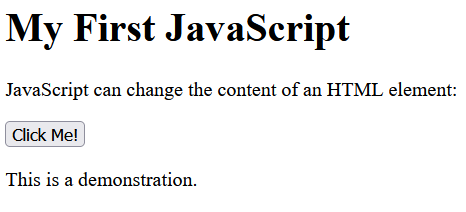 My First JavaScript
JavaScript can change the content of an HTML element:
Click Me!
This is a demonstration.